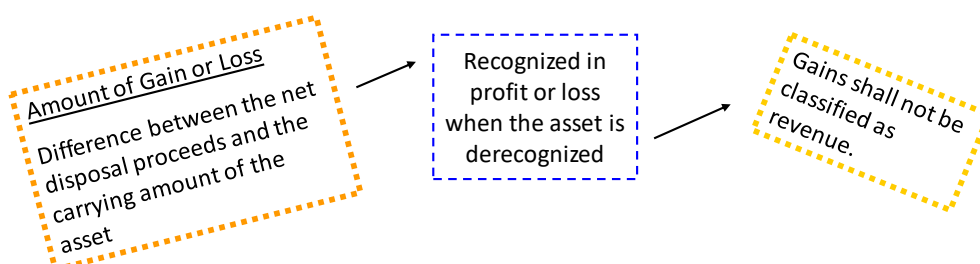 Amount of Gain or Loss
Difference between the net
disposal proceeds and the
carrying amount of the
asset
Recognized in
profit or loss
when the asset is
derecognized
Gains shall not be
classified as
revenue.